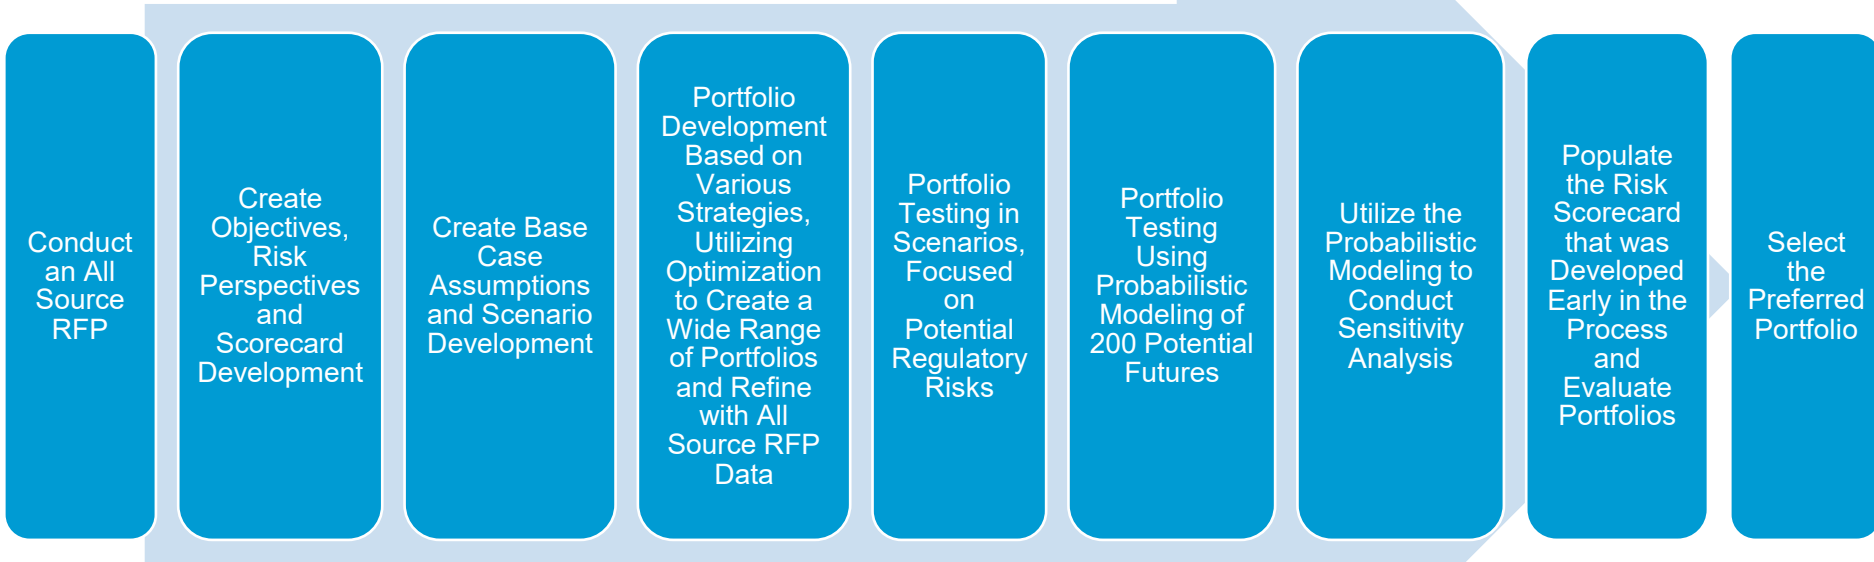 Conduct
an All
Source
RFP
Create
Objectives,
Risk
Perspectives
and
Scorecard
Development
Create Base
Case
Assumptions
and Scenario
Development
Portfolio
Development
Based on
Various
Strategies,
Utilizing
Optimization
to Create a
Wide Range
of Portfolios
and Refine
with All
Source RFP
Data
Portfolio
Testing in
Scenarios,
Focused
on
Potential
Regulatory
Risks
Portfolio
Testing
Using
Probabilistic
Modeling of
200 Potential
Futures
Utilize the
Probabilistic
Modeling to
Conduct
Sensitivity
Analysis
Populate
the Risk
Scorecard
that was
Developed
Early in the
Process
and
Evaluate
Portfolios
Select
the
Preferred
Portfolio